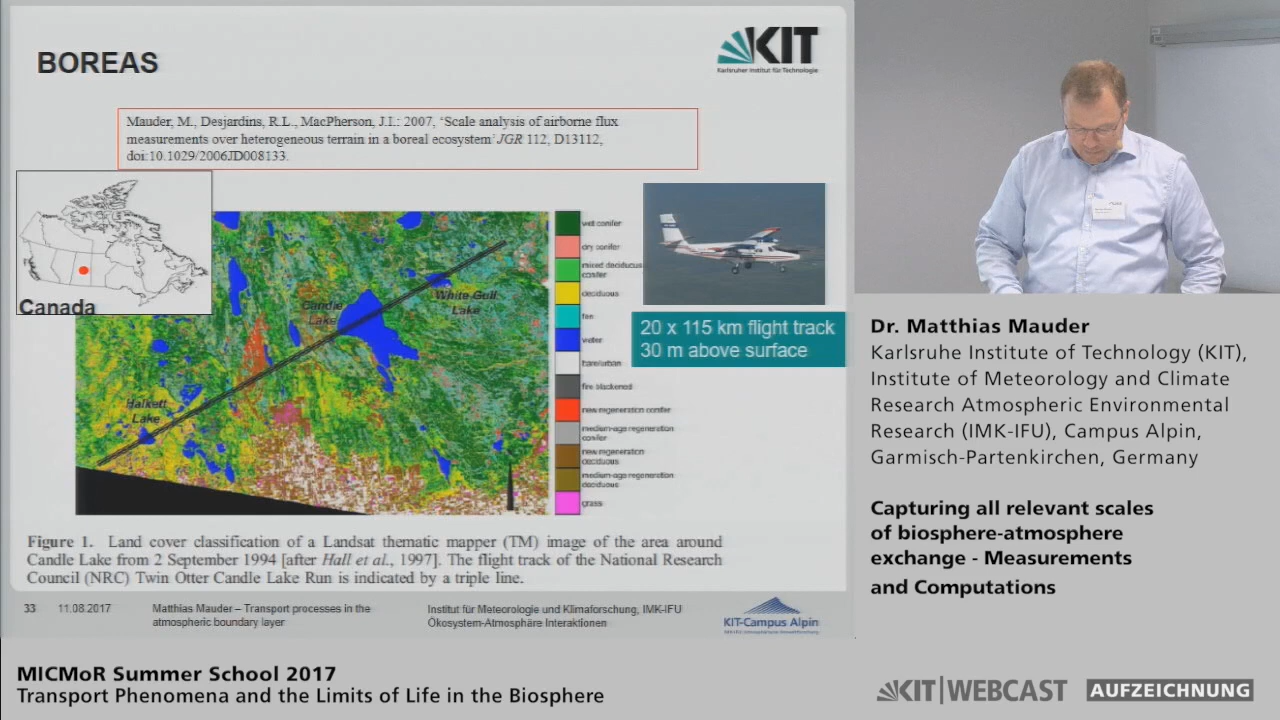 BOREAS
KIT
Karlsruher Institut für Technologie
Mauder, M., Desjardins, R.L., MacPherson, J.I.: 2007, ‘Scale analysis of airborne flux
measurements over heterogeneous terrain in a boreal ecosystem’ JGR 112, D13112,
doi:10.1029/2006JD008133.
Canada
Candle
Lake
White Gull
Lake
Halkett
Lake
wet conifer
dry conifer
mixed deciducus
conifer
deciduous
fen
water
bare/urban
fire blackened
new regeneration conifer
medium-age regeneration
conifer
new regeneration
deciduous
medium-age regeneration
deciduous
grass
20 x 115 km flight track
30 m above surface
Figure 1. Land cover classification of a Landsat thematic mapper (TM) image of the area around
Candle Lake from 2 September 1994 [after Hall et al., 1997]. The flight track of the National Research
Council (NRC) Twin Otter Candle Lake Run is indicated by a triple line.
33 11.08.2017 Matthias Mauder – Transport processes in the
atmospheric boundary layer
Institut für Meteorologie und Klimaforschung, IMK-IFU
Ökosystem-Atmosphäre Interaktionen
KIT-Campus Alpin
Dr. Matthias Mauder
Karlsruhe Institute of Technology (KIT),
Institute of Meteorology and Climate
Research Atmospheric Environmental
Research (IMK-IFU), Campus Alpin,
Garmisch-Partenkirchen, Germany
Capturing all relevant scales
of biosphere-atmosphere
exchange - Measurements
and Computations
MICMoR Summer School 2017
Transport Phenomena and the Limits of Life in the Biosphere
KIT|WEBCAST AUFZEICHNUNG